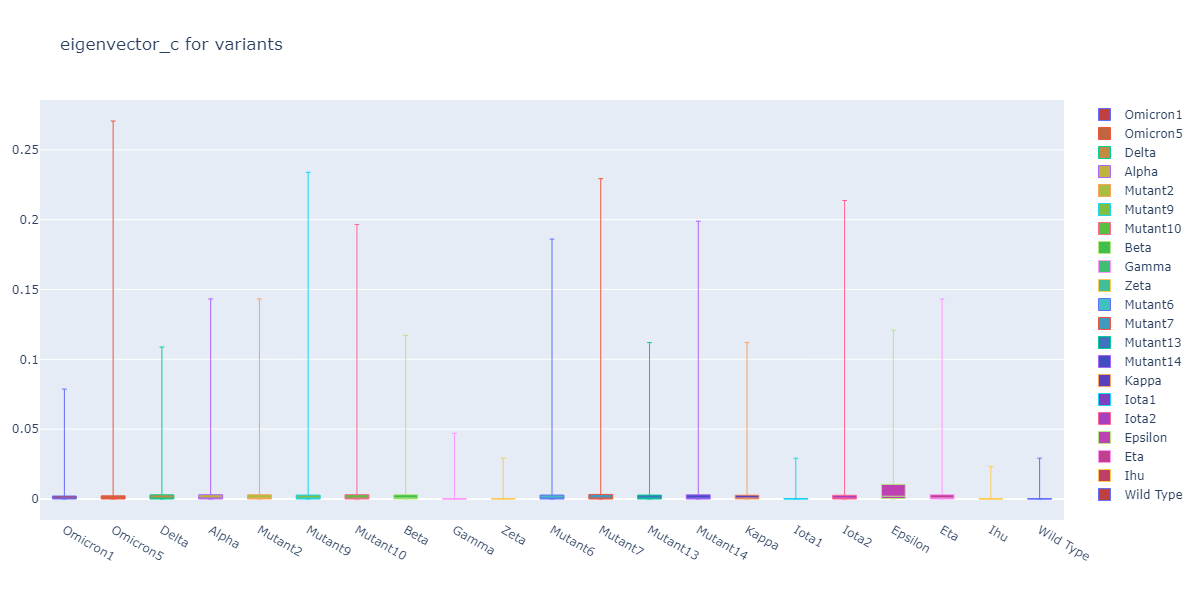 eigenvector_c for variants
0.25
0.2
0.15
0.1
0.05
0
Omicron1
Omicron5
Delta
Alpha
Mutant2
Mutant9
Mutant10
Beta
Gamma
Zeta
Mutant6
Mutant7
Mutant13
Mutant14
Kappa
Iota1
Iota2
Epsilon
Eta
Ihu
Wild Type
Omicron1
Omicron5
Delta
Alpha
Mutant2
Mutant9
Mutant10
Beta
Gamma
Zeta
Mutant6
Mutant7
Mutant13
Mutant14
Kappa
Iota1
Iota2
Epsilon
Eta
Ihu
Wild Type